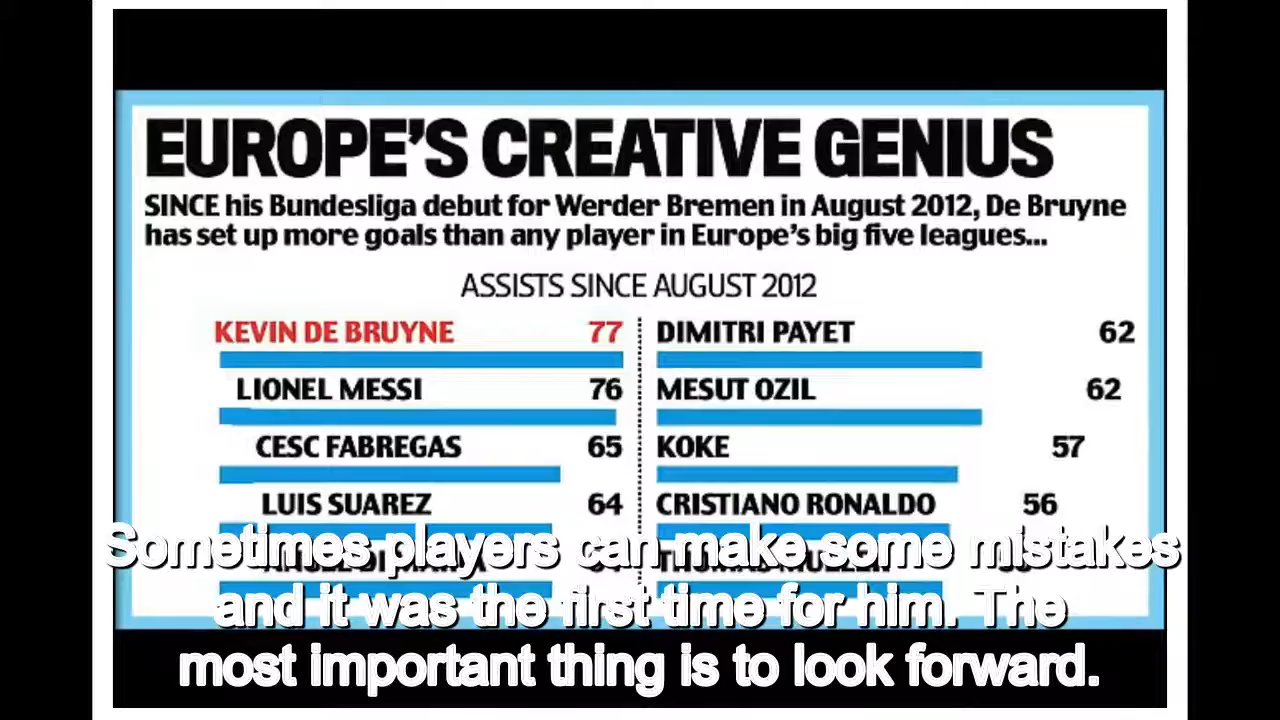 EUROPE'S CREATIVE GENIUS
SINCE his Bundesliga debut for Werder Bremen in August 2012, De Bruyne
has set up more goals than any player in Europe's big five leagues...
ASSISTS SINCE AUGUST 2012
KEVIN DE BRUYNE 77
LIONEL MESSI 76
CESC FABREGAS 65
LUIS SUAREZ 64
DIMITRI PAYET 62
MESUT OZIL 62
KOKE 57
CRISTIANO RONALDO 56
THOMAS MULLER
Sometimes players can make some mistakes
and it was the first time for him. The
most important thing is to look forward.